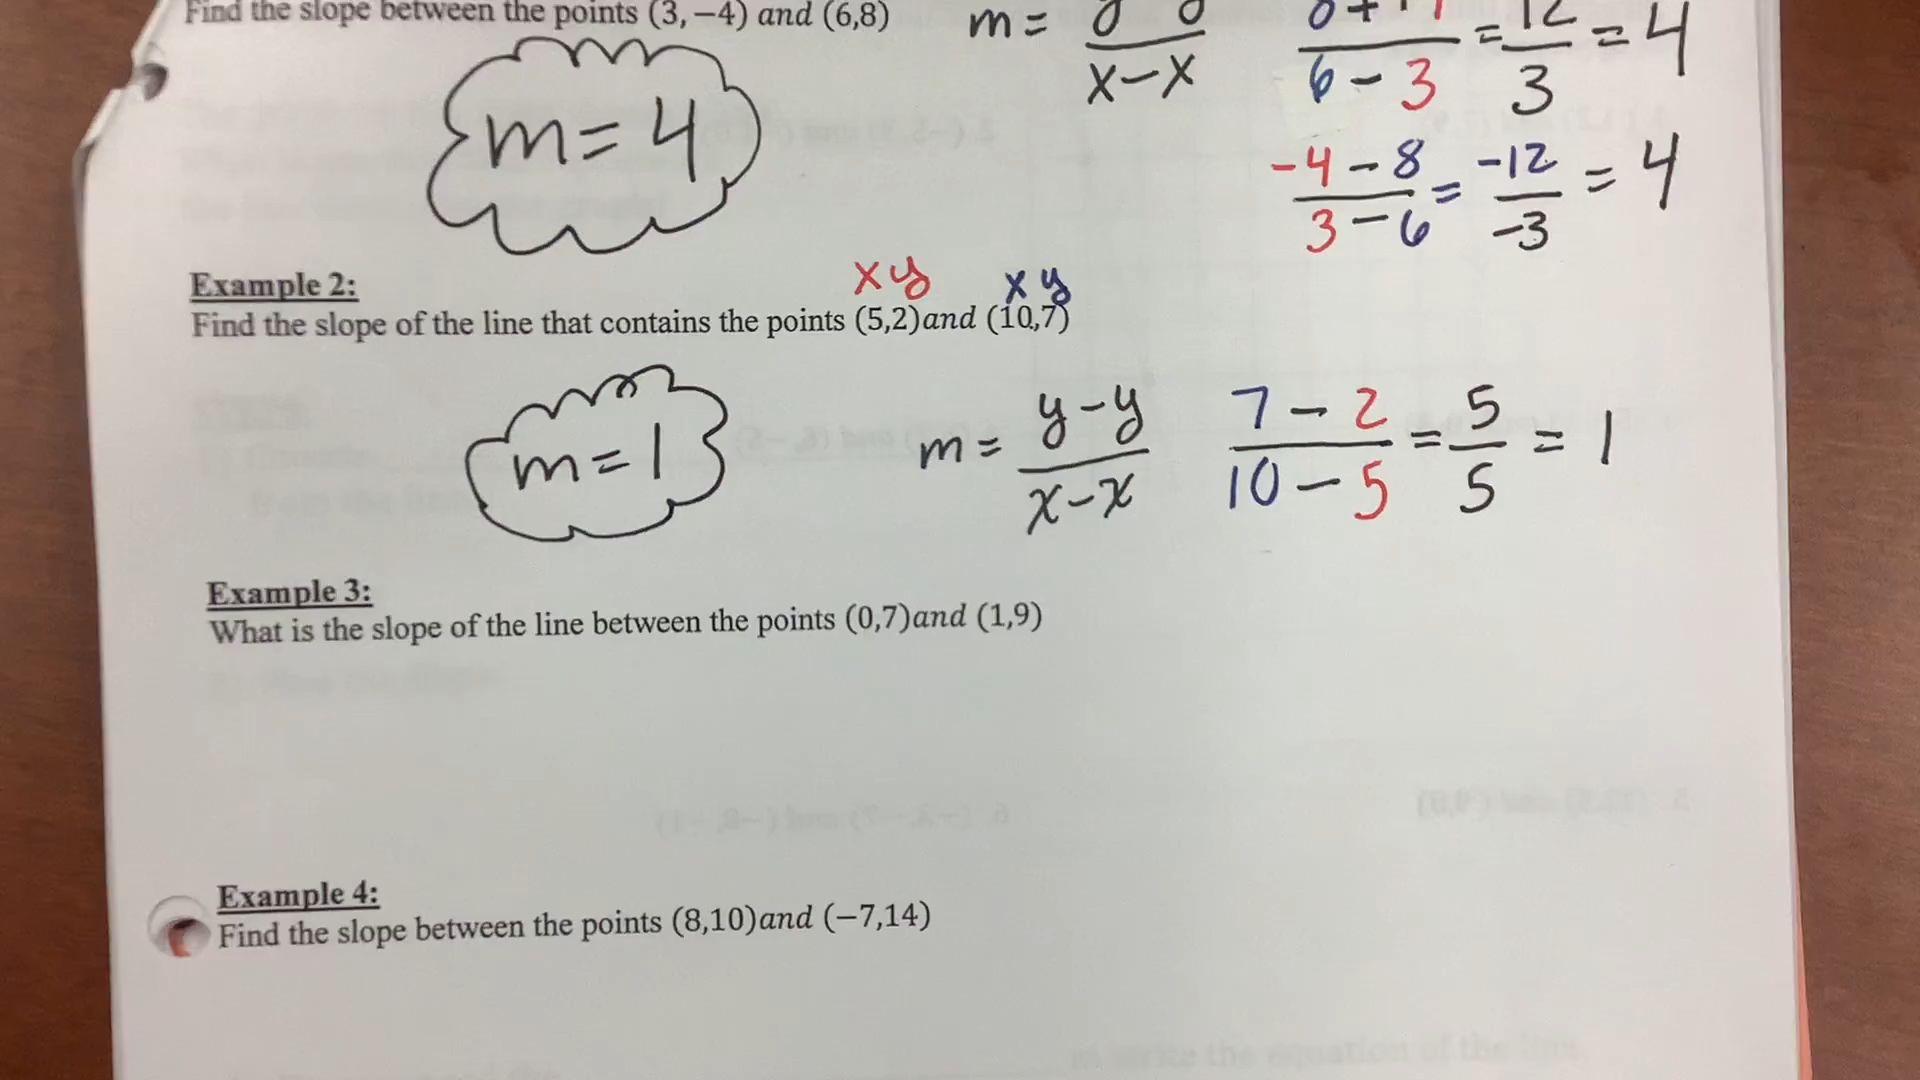 Find the slope between the points (3, −4) and (6,8)
m = y - y / x - x
8 + + 4 / 6 - 3 = 12 / 3 = 4
m = 4
-4 - 8 / 3 - 6 = -12 / -3 = 4
Example 2:
x y x y
Find the slope of the line that contains the points (5,2)and (10,7)
m = 1
m = y - y / x - x
7 - 2 / 10 - 5 = 5 / 5 = 1
Example 3:
What is the slope of the line between the points (0,7)and (1,9)
Example 4:
Find the slope between the points (8,10)and (−7,14)